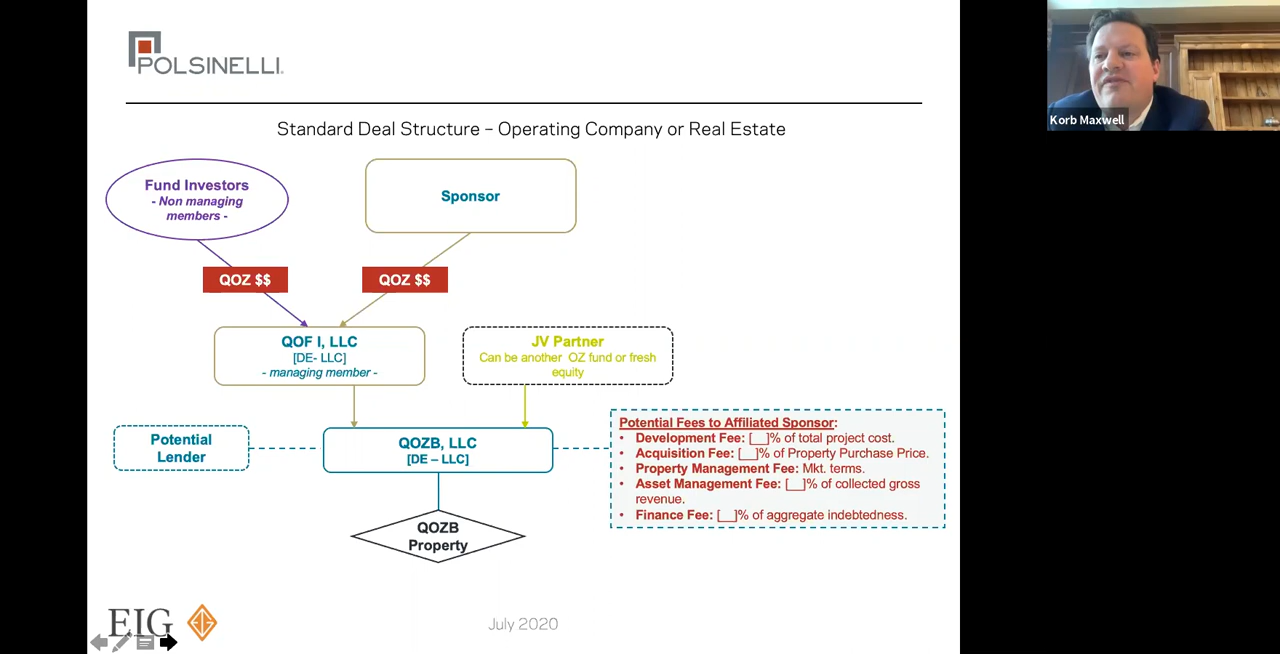 POLSINELLI
Korb Maxwell
Standard Deal Structure – Operating Company or Real Estate
Fund Investors
- Non managing
members -
Sponsor
QOZ $$
QOZ $$
QOF I, LLC
[DE- LLC]
- managing member -
JV Partner
Can be another OZ fund or fresh
equity
Potential
Lender
QOZB, LLC
[DE – LLC]
Potential Fees to Affiliated Sponsor:
• Development Fee: [__]% of total project cost.
• Acquisition Fee: [__]% of Property Purchase Price.
• Property Management Fee: Mkt. terms.
• Asset Management Fee: [__]% of collected gross
revenue.
• Finance Fee: [__]% of aggregate indebtedness.
QOZB
Property
EIG
July 2020